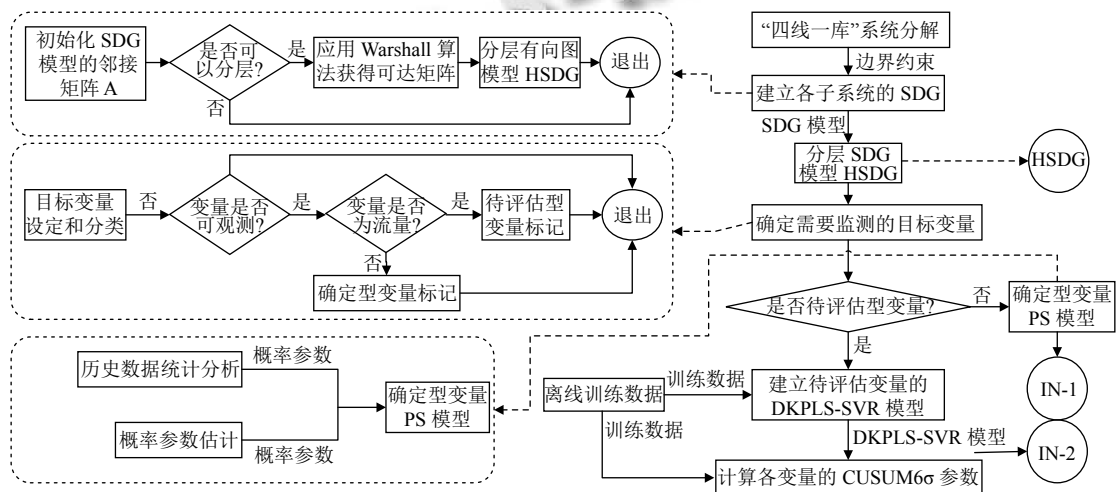 初始化 SDG
模型的邻接
矩阵 A
是否可
以分层?
是
否
应用 Warshall 算
法获得可达矩阵
分层有向图
模型 HSDG
退出
目标变量
设定和分类
否
变量是否
可观测?
是
变量是否
为流量?
是
否
待评估型
变量标记
确定型变量标记
退出
历史数据统计分析
概率参数
概率参数估计
概率参数
确定型变量
PS 模型
“四线一库”系统分解
边界约束
建立各子系统的 SDG
SDG 模型
分层 SDG
模型 HSDG
HSDG
确定需要监测的目标变量
是否待评估型变量?
否
是
确定型变量
PS 模型
IN-1
离线训练数据
训练数据
训练数据
建立待评估变量的
DKPLS-SVR 模型
DKPLS-SVR 模型
IN-2
计算各变量的 CUSUM6σ 参数